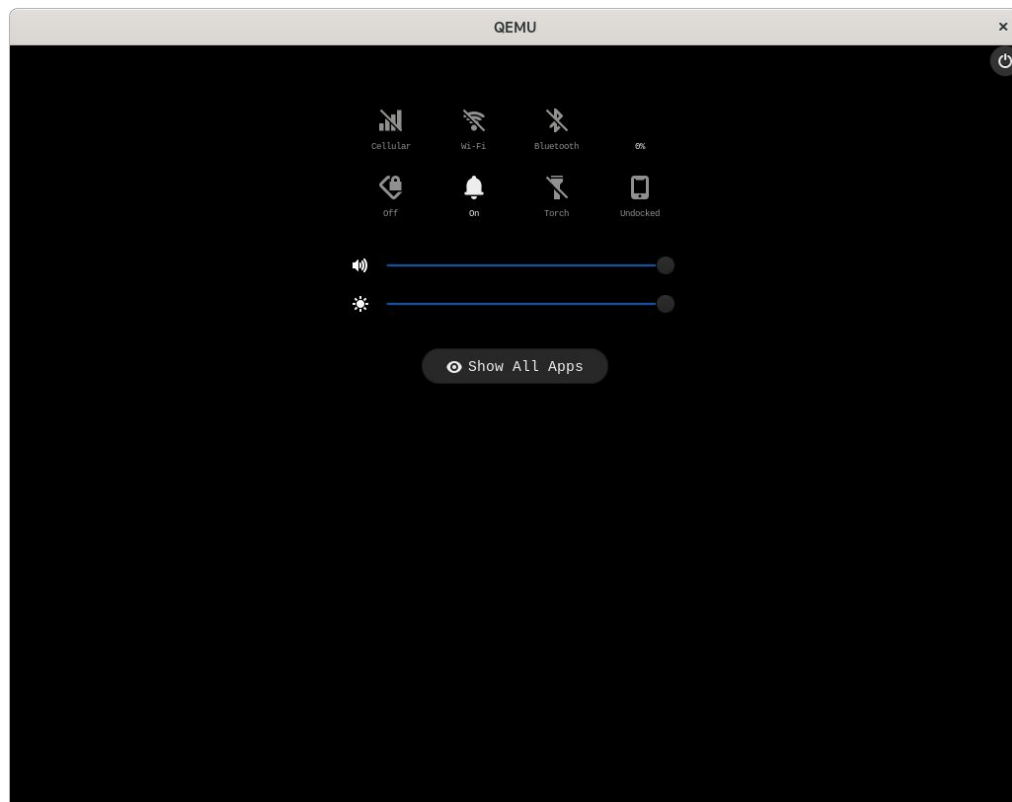 QEMU
Cellular Wi-Fi Bluetooth 0%
Off On Torch Undocked
Show All Apps